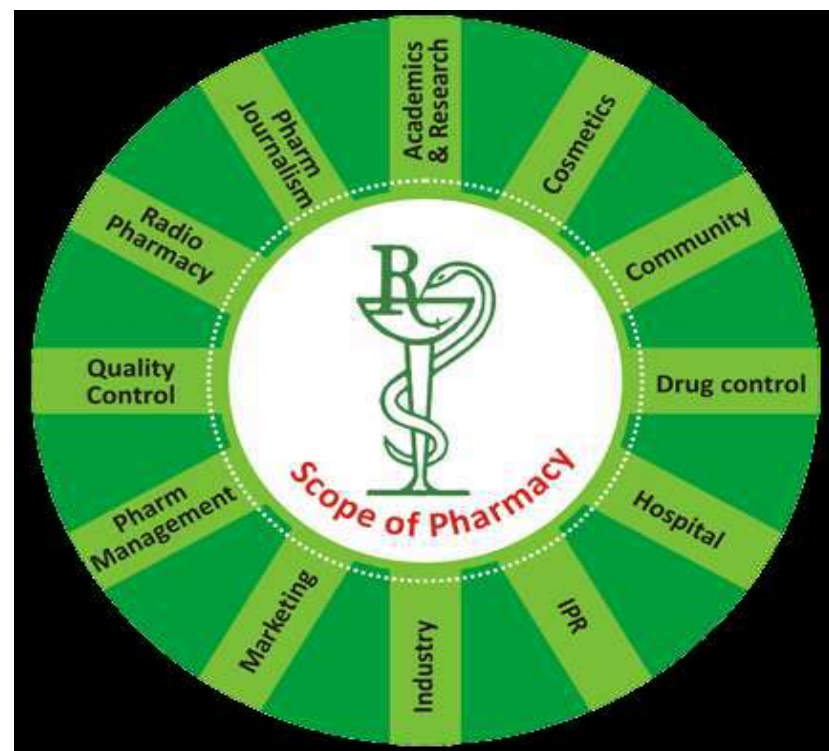 Academics
& Research
Cosmetics
Community
Drug control
Hospital
IPR
Industry
Marketing
Pharm
Management
Quality
Control
Radio
Pharmacy
Pharm
Journalism
R
Scope of Pharmacy